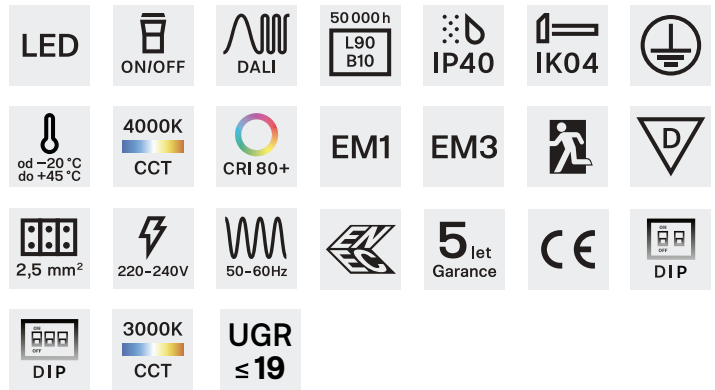 LED
ON/OFF
DALI
50 000 h
L90
B10
IP40
IK04
od −20 °C
do +45 °C
4000K
CCT
CRI 80+
EM1
EM3
D
2,5 mm²
220-240V
50-60Hz
ENEC
5 let
Garance
CE
ON
OFF
DIP
ON
OFF
DIP
3000K
CCT
UGR
≤ 19